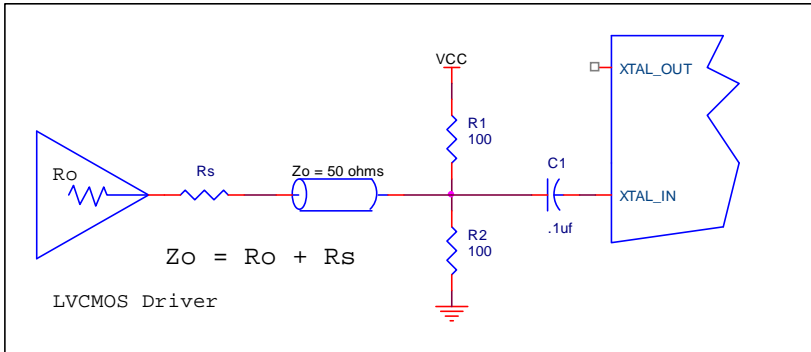 VCC
XTAL_OUT
R1
100
Ro
Rs
Zo = 50 ohms
C1
XTAL_IN
.1uf
R2
100
Zo = Ro + Rs
LVCMOS Driver